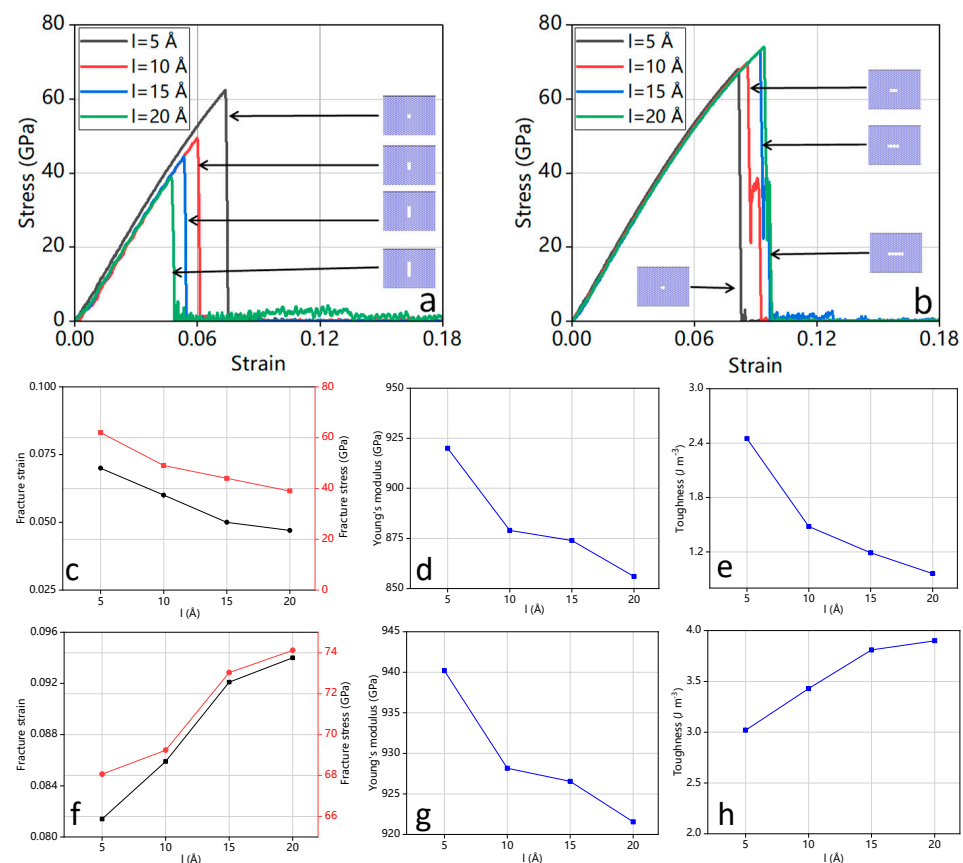 80
60
40
20
0
Stress (GPa)
l=5 Å
l=10 Å
l=15 Å
l=20 Å
a
0.00
0.06
0.12
0.18
Strain
80
60
40
20
0
Stress (GPa)
l=5 Å
l=10 Å
l=15 Å
l=20 Å
b
0.00
0.06
0.12
0.18
Strain
0.100
0.075
0.050
0.025
Fracture strain
80
60
40
20
0
Fracture stress (GPa)
c
5
10
15
20
l (Å)
950
925
900
875
850
Young's modulus (GPa)
d
5
10
15
20
l (Å)
3.0
2.4
1.8
1.2
Toughness (J m⁻³)
e
5
10
15
20
l (Å)
0.096
0.092
0.088
0.084
0.080
Fracture strain
74
72
70
68
66
Fracture stress (GPa)
f
5
10
15
20
l (Å)
945
940
935
930
925
920
Young's modulus (GPa)
g
5
10
15
20
l (Å)
4.0
3.5
3.0
2.5
2.0
Toughness (J m⁻³)
h
5
10
15
20
l (Å)